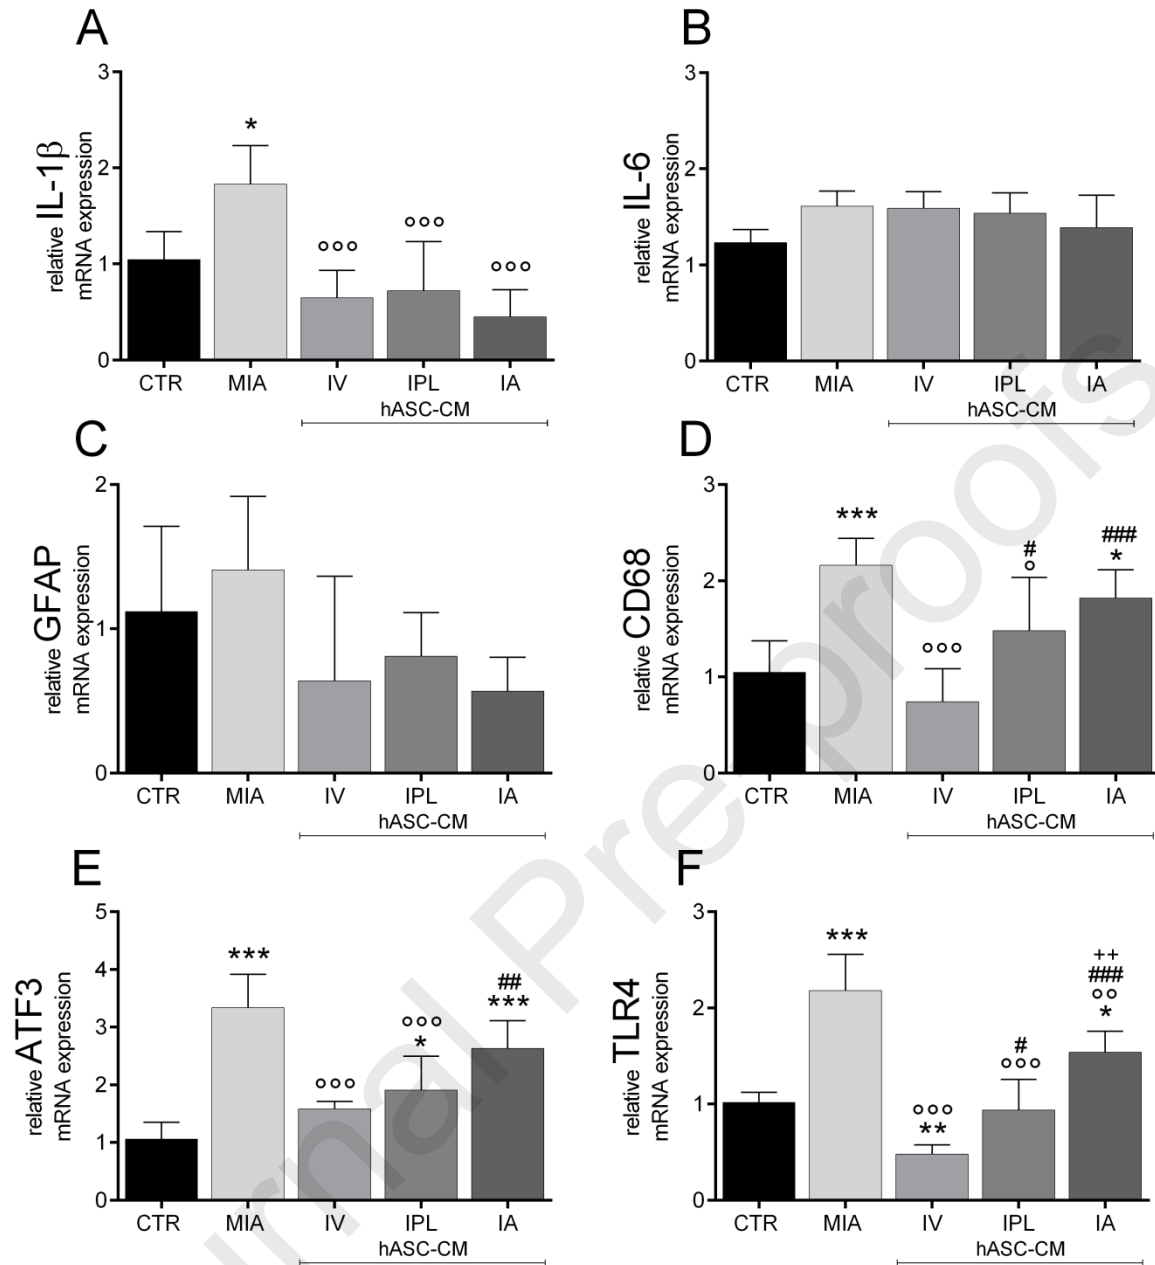 A
relative IL-1β
mRNA expression
3
2
1
0
*
°°°
°°°
°°°
CTR MIA IV IPL IA
hASC-CM
B
relative IL-6
mRNA expression
3
2
1
0
CTR MIA IV IPL IA
hASC-CM
C
relative GFAP
mRNA expression
2
1
0
CTR MIA IV IPL IA
hASC-CM
D
relative CD68
mRNA expression
3
2
1
0
***
°°°
#
°
###
*
CTR MIA IV IPL IA
hASC-CM
E
relative ATF3
mRNA expression
5
4
3
2
1
0
***
°°°
°°°
*
##
***
CTR MIA IV IPL IA
hASC-CM
F
relative TLR4
mRNA expression
3
2
1
0
***
°°°
**
#
°°°
++
###
°°
*
CTR MIA IV IPL IA
hASC-CM
rnal Pre-proofs